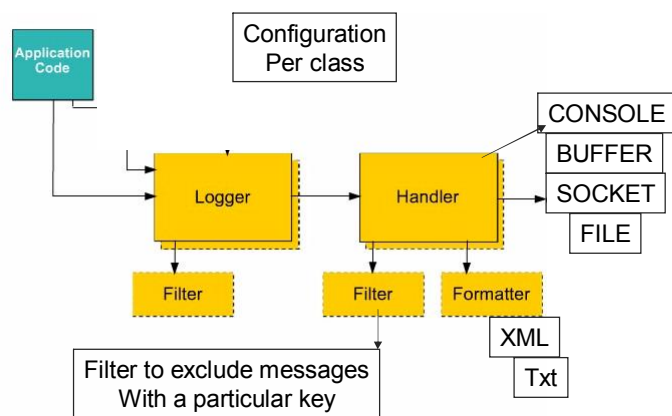 Configuration
Per class
Application
Code
CONSOLE
BUFFER
SOCKET
FILE
Logger
Handler
Filter
Filter
Formatter
XML
Txt
Filter to exclude messages
With a particular key